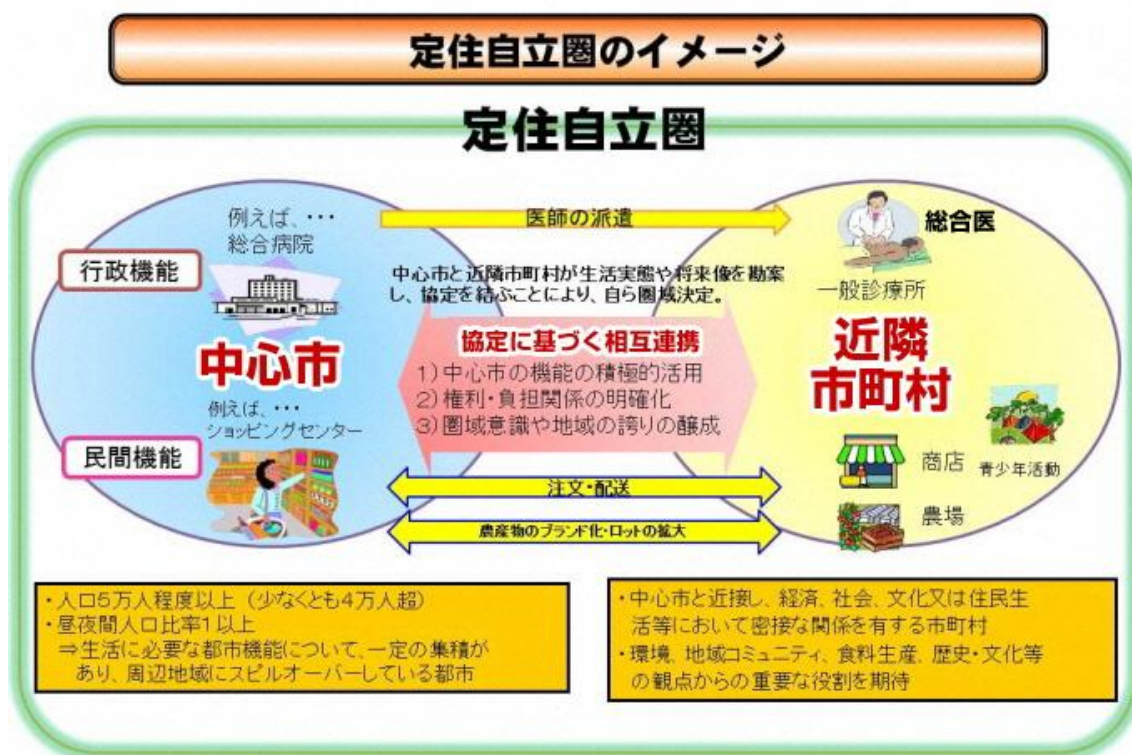 定住自立圏のイメージ
定住自立圏
例えば、・・・
総合病院
行政機能
中心市
例えば、・・・
ショッピングセンター
民間機能
医師の派遣
中心市と近隣市町村が生活実態や将来像を勘案
し、協定を結ぶことにより、自ら圏域決定。
協定に基づく相互連携
1)中心市の機能の積極的活用
2)権利・負担関係の明確化
3)圏域意識や地域の誇りの醸成
注文・配送
農産物のブランド化・ロットの拡大
総合医
一般診療所
近隣
市町村
商店
青少年活動
農場
・人口5万人程度以上（少なくとも4万人超）
・昼夜間人口比率1以上
⇒生活に必要な都市機能について、一定の集積が
あり、周辺地域にスピルオーバーしている都市
・中心市と近接し、経済、社会、文化又は住民生
活等において密接な関係を有する市町村
・環境、地域コミュニティ、食料生産、歴史・文化等
の観点からの重要な役割を期待